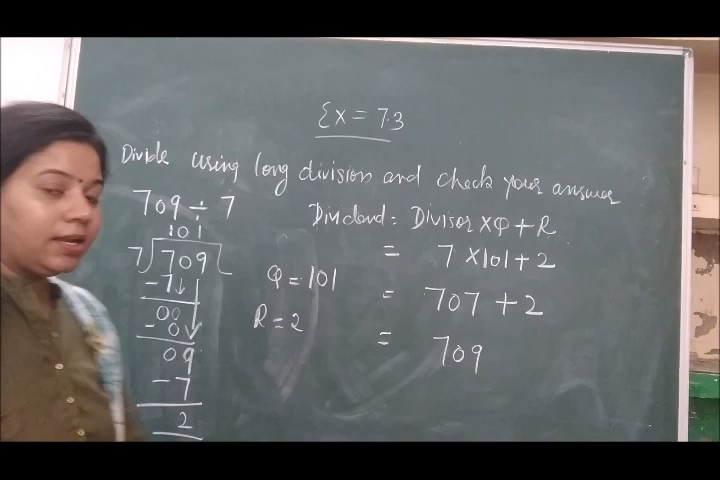 Ex = 7.3
Divide using long division and check your answer
709 ÷ 7
101
7)709(
-7
00
-0
09
-7
2
Q = 101
R = 2
Dividend = Divisor x Q + R
= 7 x 101 + 2
= 707 + 2
= 709